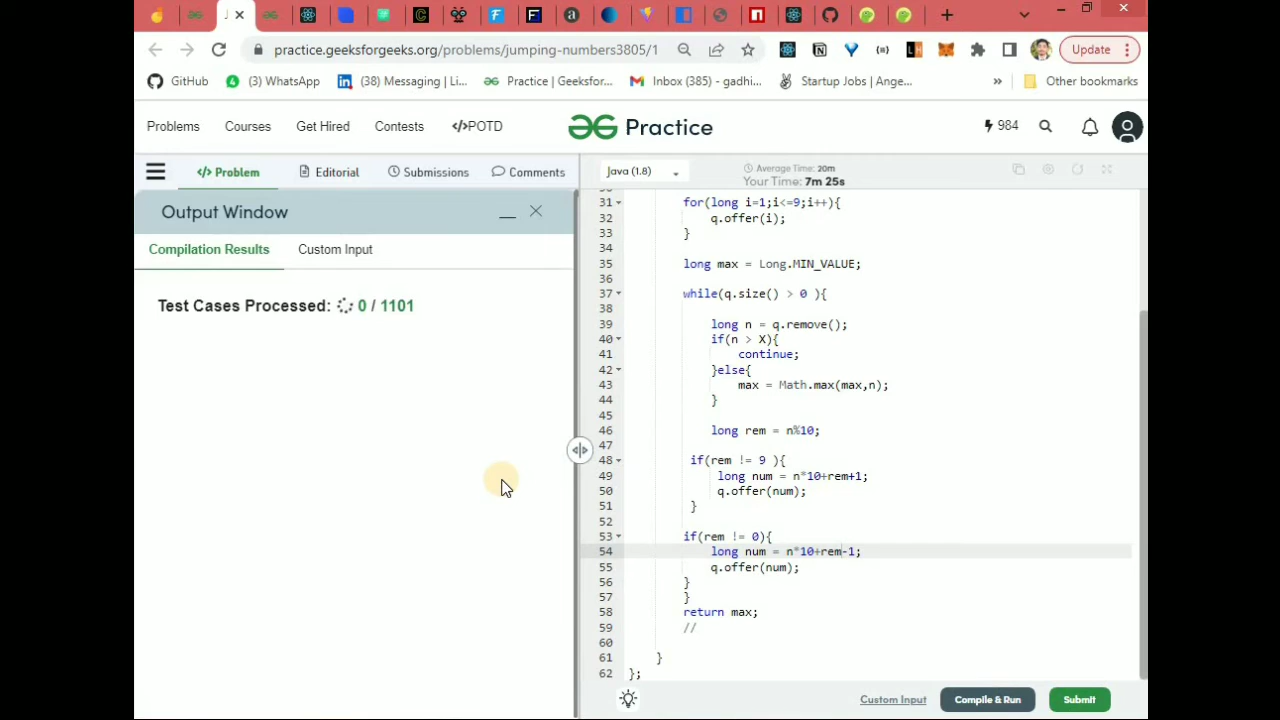 practice.geeksforgeeks.org/problems/jumping-numbers3805/1
Update
GitHub
(3) WhatsApp
(38) Messaging | Li...
Practice | Geeksfor...
Inbox (385) - gadhi...
Startup Jobs | Ange...
»
Other bookmarks
Problems
Courses
Get Hired
Contests
</>POTD
Practice
984
</> Problem
Editorial
Submissions
Comments
Java (1.8)
Average Time: 20m
Your Time: 7m 25s
Output Window
Compilation Results
Custom Input
Test Cases Processed: 0 / 1101
31 for(long i=1;i<=9;i++){
32 q.offer(i);
33 }
34
35 long max = Long.MIN_VALUE;
36
37 while(q.size() > 0 ){
38
39 long n = q.remove();
40 if(n > X){
41 continue;
42 }else{
43 max = Math.max(max,n);
44 }
45
46 long rem = n%10;
47
48 if(rem != 9 ){
49 long num = n*10+rem+1;
50 q.offer(num);
51 }
52
53 if(rem != 0){
54 long num = n*10+rem-1;
55 q.offer(num);
56 }
57 }
58 return max;
59 //
60
61 }
62 };
Custom Input
Compile & Run
Submit